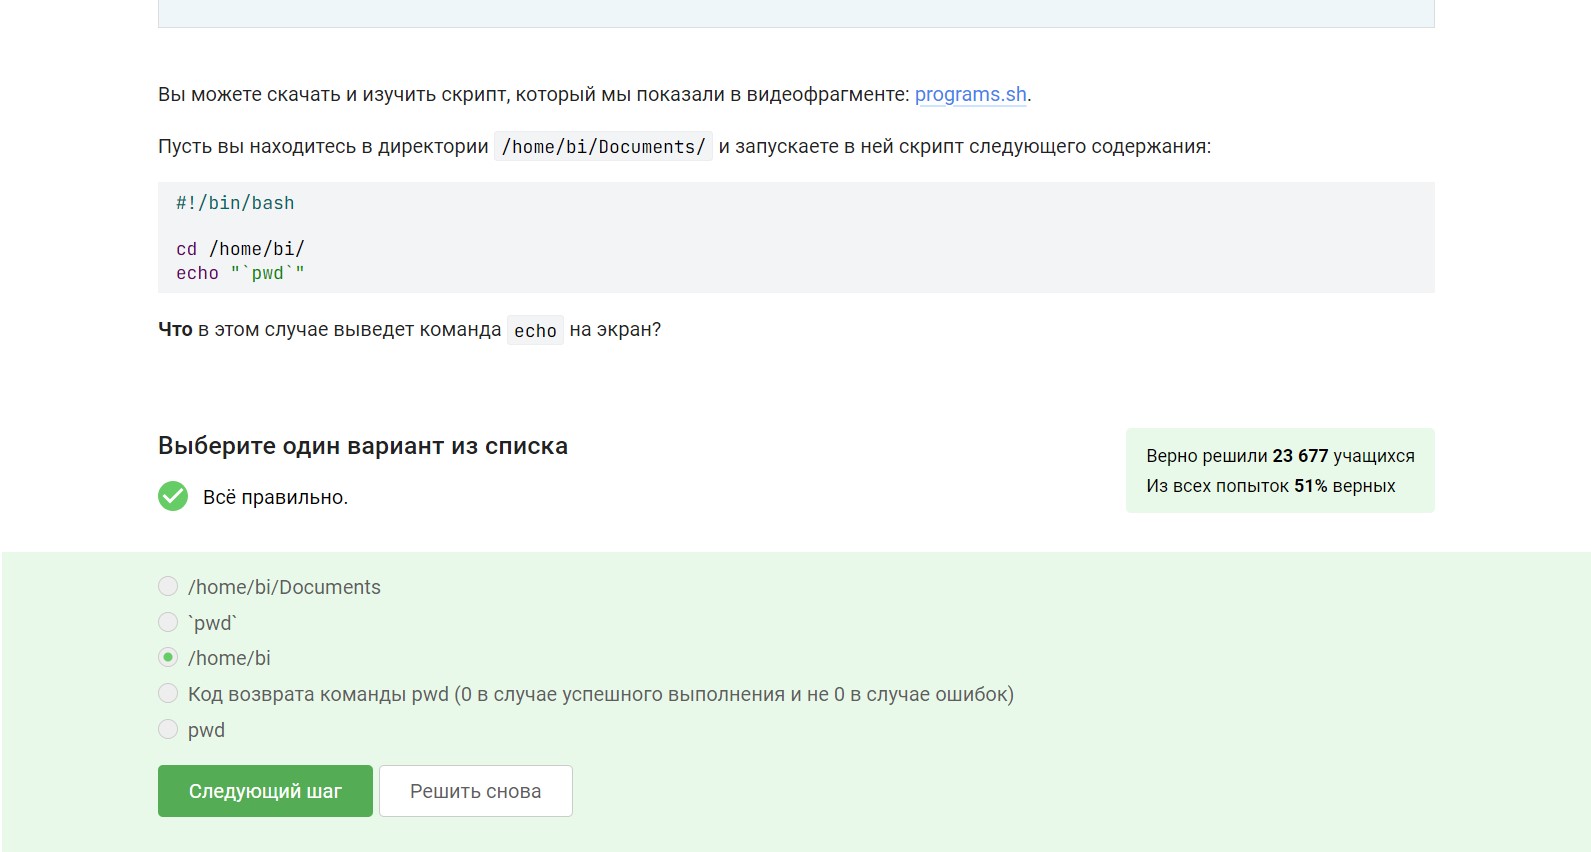 Вы можете скачать и изучить скрипт, который мы показали в видеофрагменте: programs.sh.
Пусть вы находитесь в директории /home/bi/Documents/ и запускаете в ней скрипт следующего содержания:
#!/bin/bash
cd /home/bi/
echo "`pwd`"
Что в этом случае выведет команда echo на экран?
Выберите один вариант из списка
Всё правильно.
Верно решили 23 677 учащихся
Из всех попыток 51% верных
/home/bi/Documents
`pwd`
/home/bi
Код возврата команды pwd (0 в случае успешного выполнения и не 0 в случае ошибок)
pwd
Следующий шаг
Решить снова